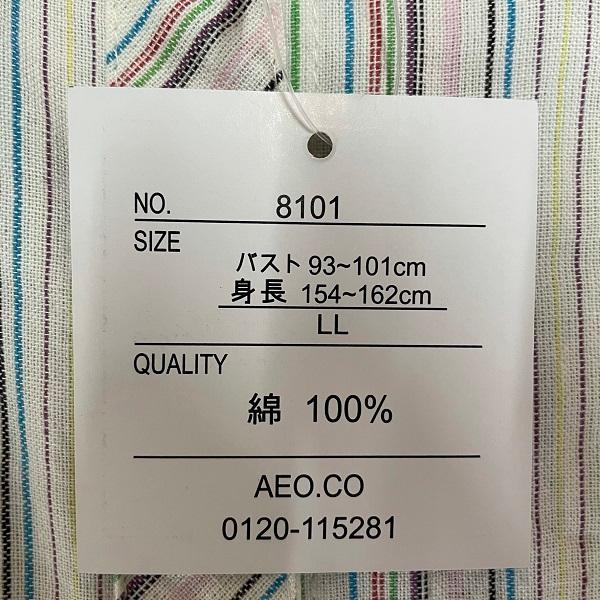 NO. 8101
SIZE
バスト 93~101cm
身長 154~162cm
LL
QUALITY
綿 100%
AEO.CO
0120-115281